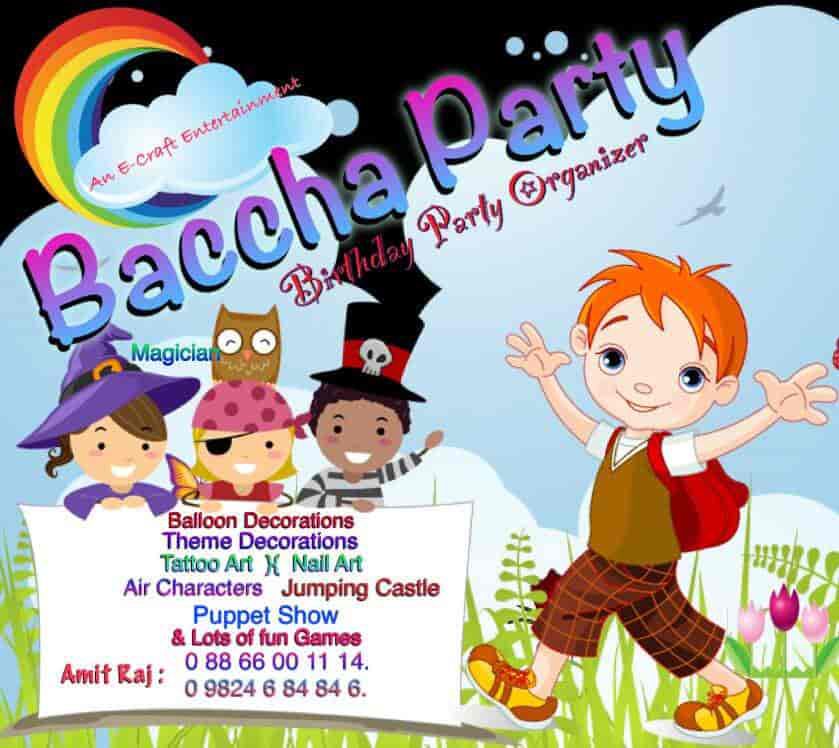 An E-Craft Entertainment
Baccha Party
Birthday Party Organizer
Magician
Balloon Decorations
Theme Decorations
Tattoo Art }{ Nail Art
Air Characters Jumping Castle
Puppet Show
& Lots of fun Games
Amit Raj : 0 88 66 00 11 14.
0 9824 6 84 84 6.